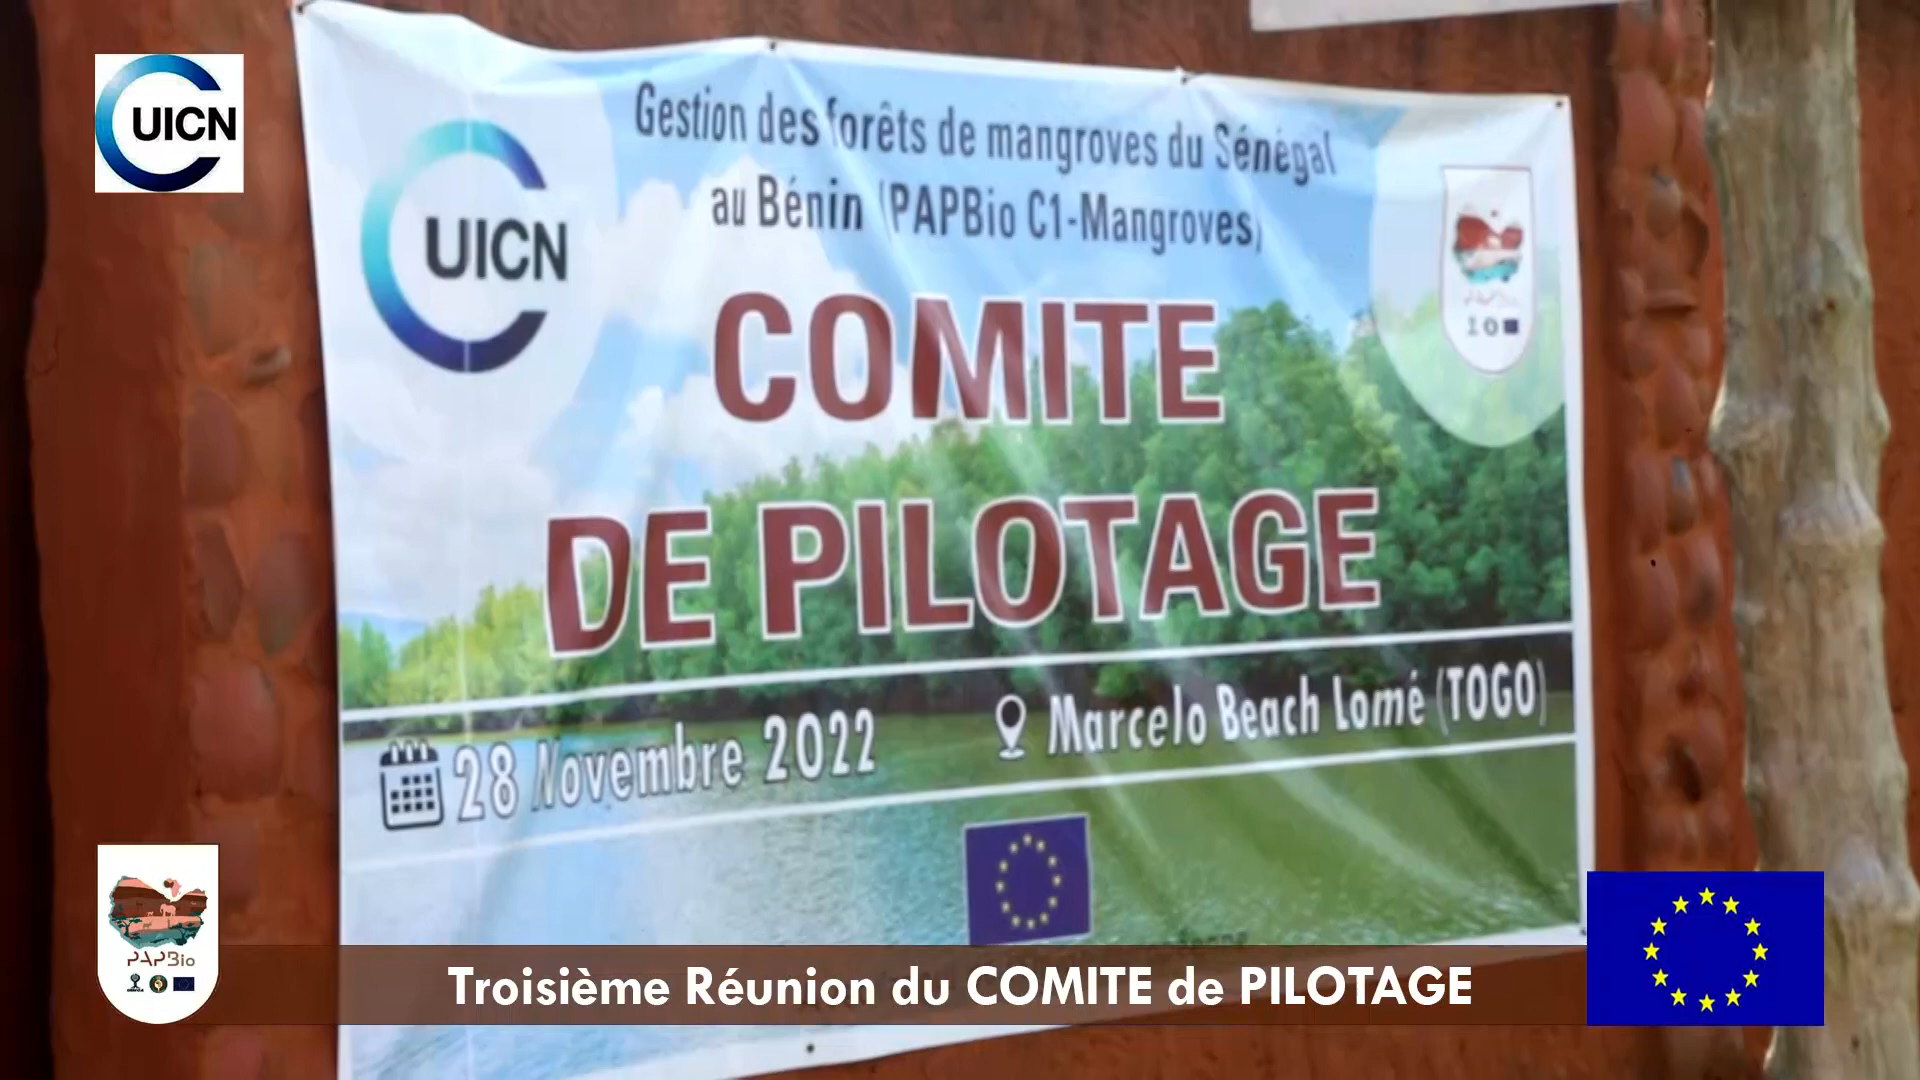 UICN
UICN
Gestion des forêts de mangroves du Sénégal
au Bénin (PAPBio C1-Mangroves)
PAPBio
COMITE
DE PILOTAGE
28 Novembre 2022
Marcelo Beach Lomé (TOGO)
PAPBio
Troisième Réunion du COMITE de PILOTAGE